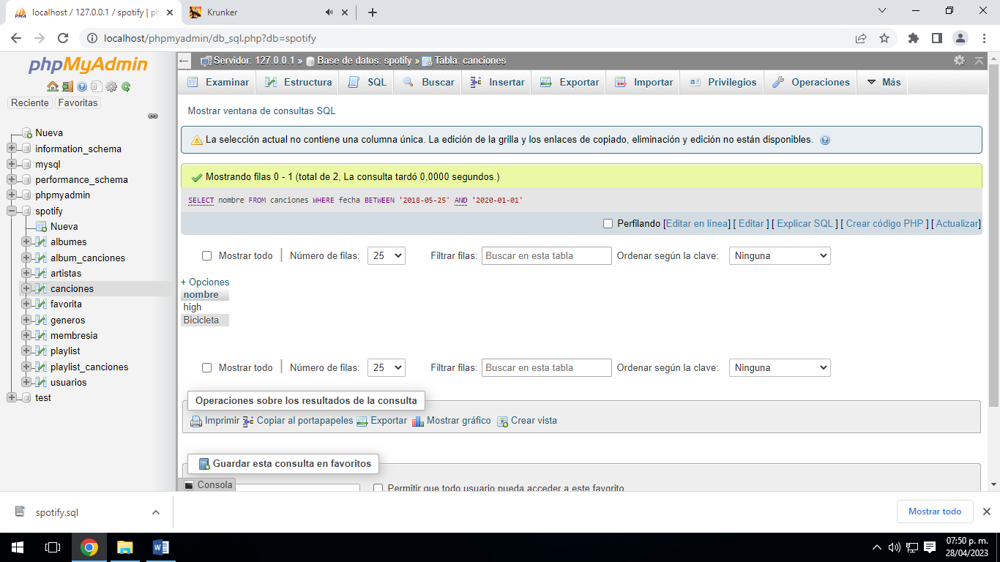 localhost / 127.0.0.1 / spotify | ph
Krunker
localhost/phpmyadmin/db_sql.php?db=spotify
phpMyAdmin
Reciente
Favoritas
Nueva
information_schema
mysql
performance_schema
phpmyadmin
spotify
Nueva
albumes
album_canciones
artistas
canciones
favorita
generos
membresia
playlist
playlist_canciones
usuarios
test
Servidor: 127.0.0.1 » Base de datos: spotify » Tabla: canciones
Examinar Estructura SQL Buscar Insertar Exportar Importar Privilegios Operaciones Más
Mostrar ventana de consultas SQL
La selección actual no contiene una columna única. La edición de la grilla y los enlaces de copiado, eliminación y edición no están disponibles.
Mostrando filas 0 - 1 (total de 2, La consulta tardó 0,0000 segundos.)
SELECT nombre FROM canciones WHERE fecha BETWEEN '2018-05-25' AND '2020-01-01'
Perfilando [Editar en línea] [ Editar ] [ Explicar SQL ] [ Crear código PHP ] [ Actualizar]
Mostrar todo | Número de filas: 25 Filtrar filas: Buscar en esta tabla Ordenar según la clave: Ninguna
+ Opciones
nombre
high
Bicicleta
Mostrar todo | Número de filas: 25 Filtrar filas: Buscar en esta tabla Ordenar según la clave: Ninguna
Operaciones sobre los resultados de la consulta
Imprimir Copiar al portapapeles Exportar Mostrar gráfico Crear vista
Guardar esta consulta en favoritos
Consola
Permitir que todo usuario pueda acceder a este favorito
spotify.sql
Mostrar todo
07:50 p. m.
28/04/2023